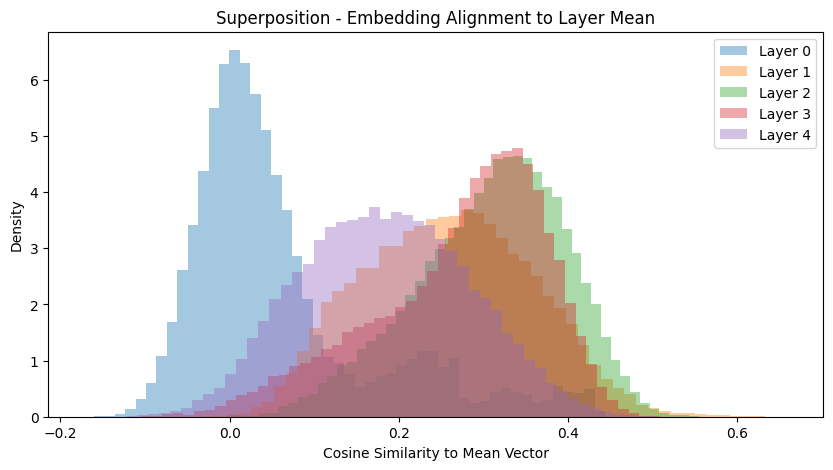 Superposition - Embedding Alignment to Layer Mean
Layer 0
Layer 1
Layer 2
Layer 3
Layer 4
Density
6
5
4
3
2
1
0
−0.2
0.0
0.2
0.4
0.6
Cosine Similarity to Mean Vector